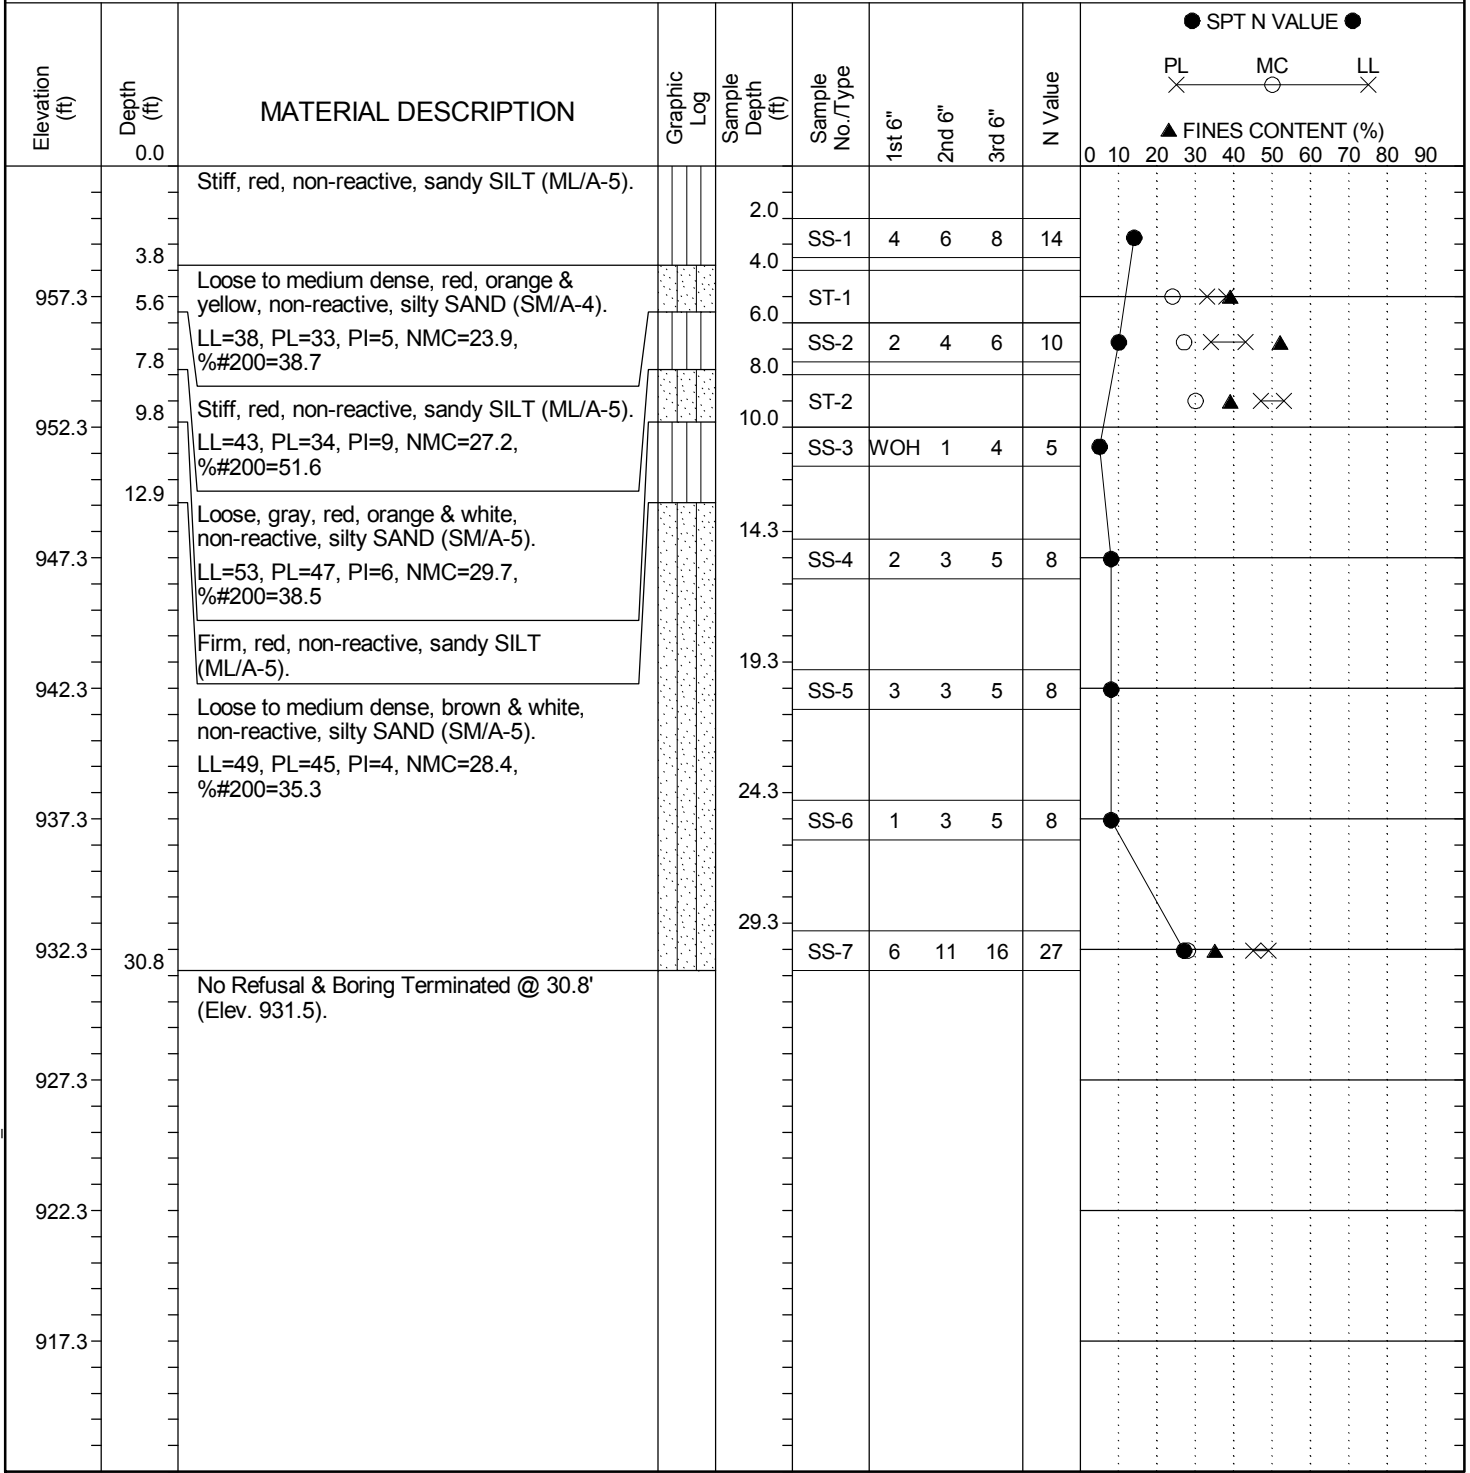 ● SPT N VALUE ●
PL MC LL
▲ FINES CONTENT (%)
0 10 20 30 40 50 60 70 80 90
Elevation
(ft)
Depth
(ft)
0.0
MATERIAL DESCRIPTION
Graphic
Log
Sample
Depth
(ft)
Sample
No./Type
1st 6"
2nd 6"
3rd 6"
N Value
Stiff, red, non-reactive, sandy SILT (ML/A-5).
2.0
SS-1 4 6 8 14
3.8
4.0
Loose to medium dense, red, orange &
yellow, non-reactive, silty SAND (SM/A-4).
957.3
5.6
ST-1
6.0
LL=38, PL=33, PI=5, NMC=23.9,
%#200=38.7
SS-2 2 4 6 10
7.8
8.0
Stiff, red, non-reactive, sandy SILT (ML/A-5).
ST-2
9.8
10.0
952.3
LL=43, PL=34, PI=9, NMC=27.2,
%#200=51.6
SS-3 WOH 1 4 5
12.9
Loose, gray, red, orange & white,
non-reactive, silty SAND (SM/A-5).
14.3
947.3
SS-4 2 3 5 8
LL=53, PL=47, PI=6, NMC=29.7,
%#200=38.5
Firm, red, non-reactive, sandy SILT
(ML/A-5).
19.3
942.3
SS-5 3 3 5 8
Loose to medium dense, brown & white,
non-reactive, silty SAND (SM/A-5).
LL=49, PL=45, PI=4, NMC=28.4,
%#200=35.3
24.3
937.3
SS-6 1 3 5 8
29.3
932.3
30.8
SS-7 6 11 16 27
No Refusal & Boring Terminated @ 30.8'
(Elev. 931.5).
927.3
922.3
917.3